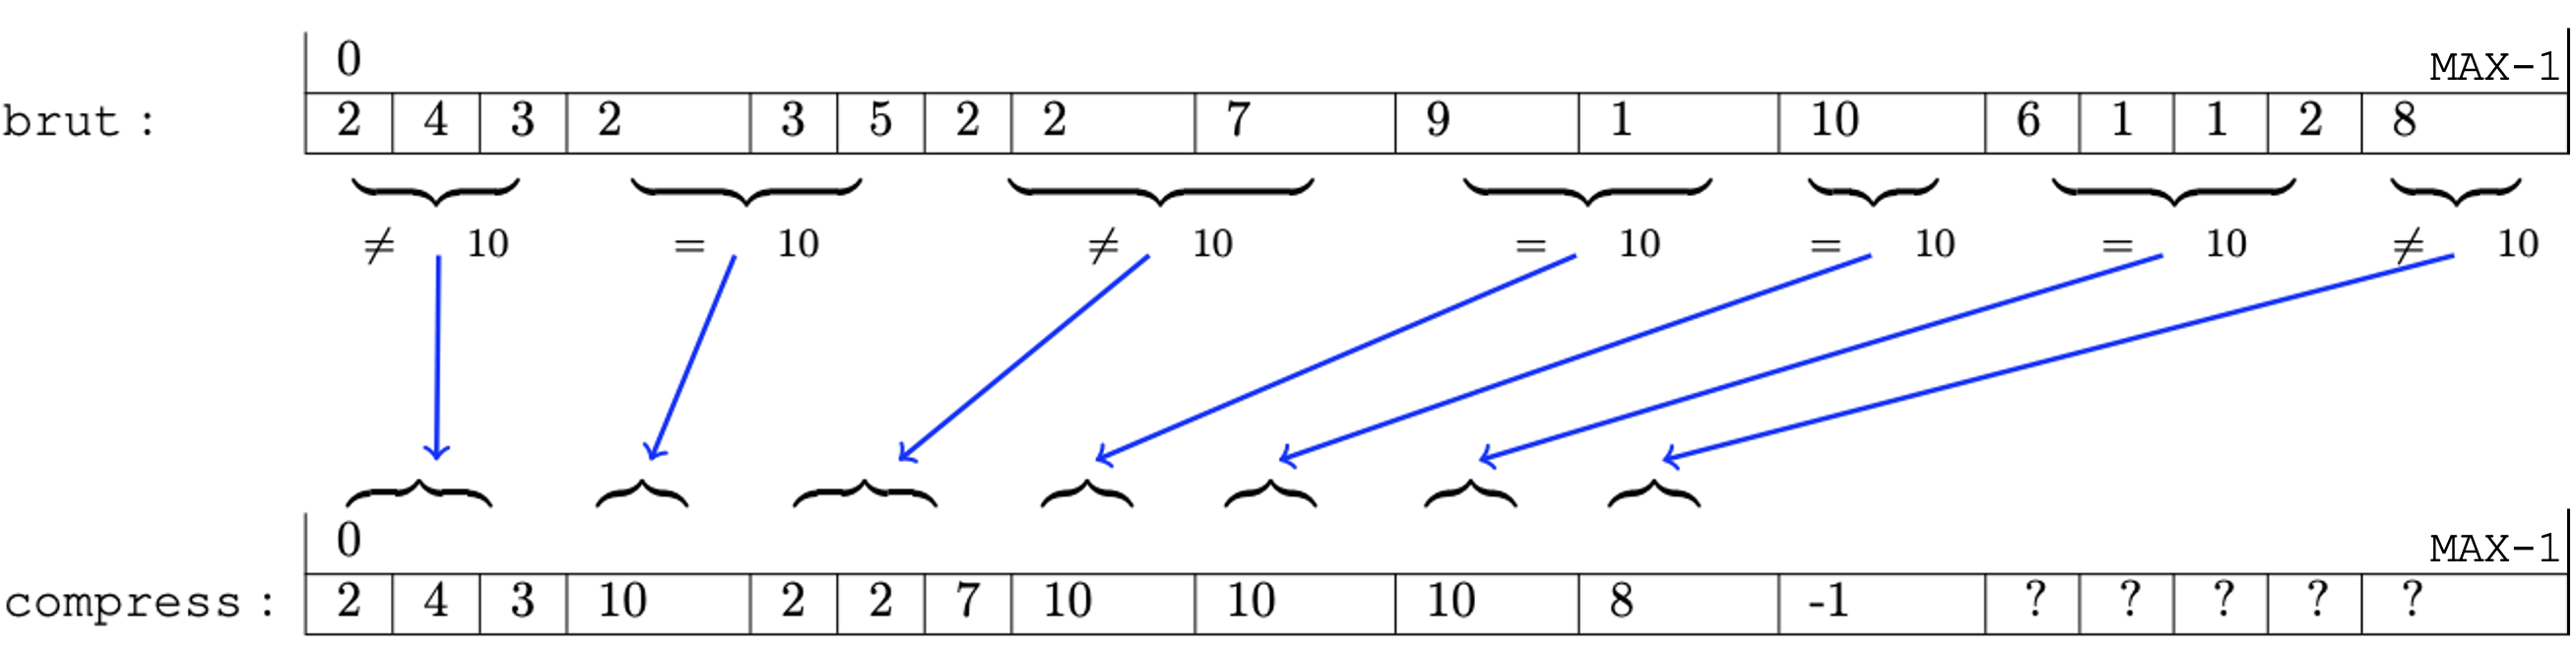 0 MAX-1
brut : 2 4 3 2 3 5 2 2 7 9 1 10 6 1 1 2 8
≠ 10 = 10 ≠ 10 = 10 = 10 = 10 ≠ 10
0 MAX-1
compress : 2 4 3 10 2 2 7 10 10 10 8 -1 ? ? ? ? ?